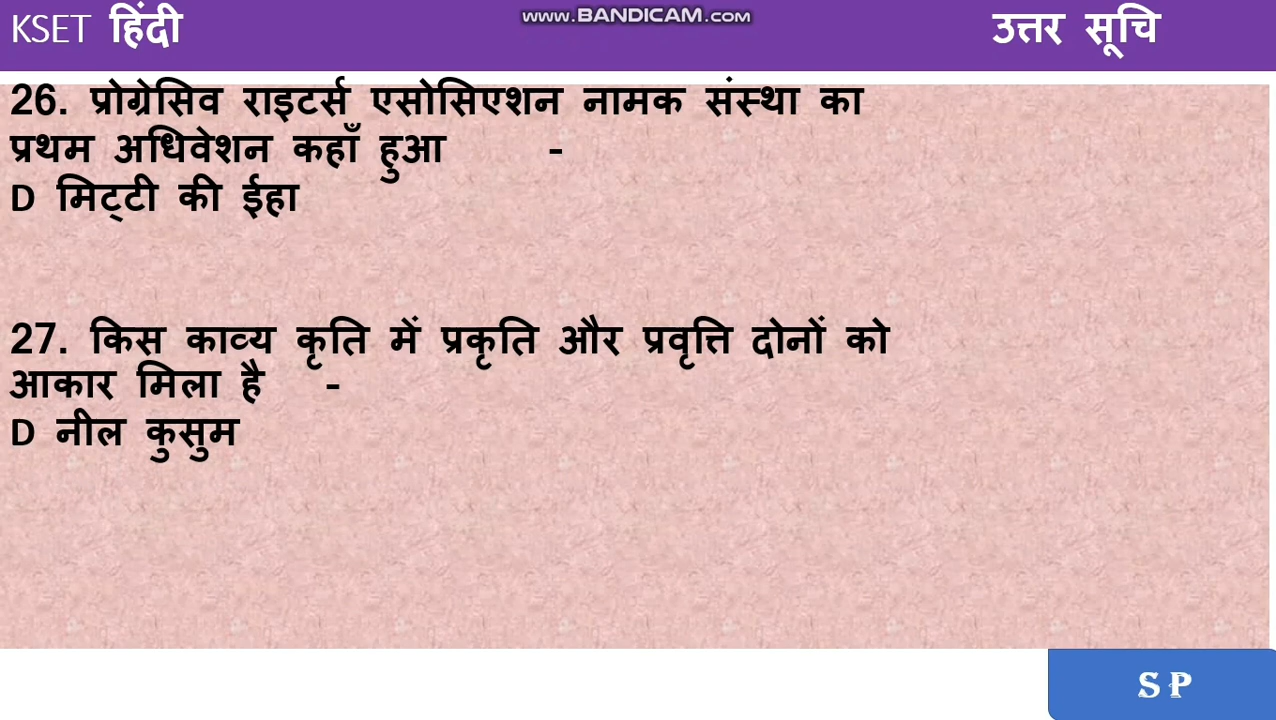 KSET हिंदी
www.BANDICAM.com
उत्तर सूचि
26. प्रोग्रेसिव राइटर्स एसोसिएशन नामक संस्था का
प्रथम अधिवेशन कहाँ हुआ -
D मिट्टी की ईहा
27. किस काव्य कृति में प्रकृति और प्रवृत्ति दोनों को
आकार मिला है -
D नील कुसुम
S P